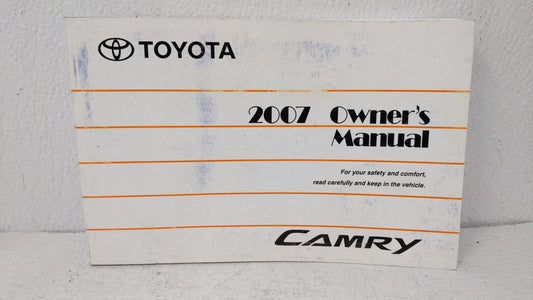 TOYOTA
2007 Owner's
Manual
For your safety and comfort,
read carefully and keep in the vehicle.
CAMRY